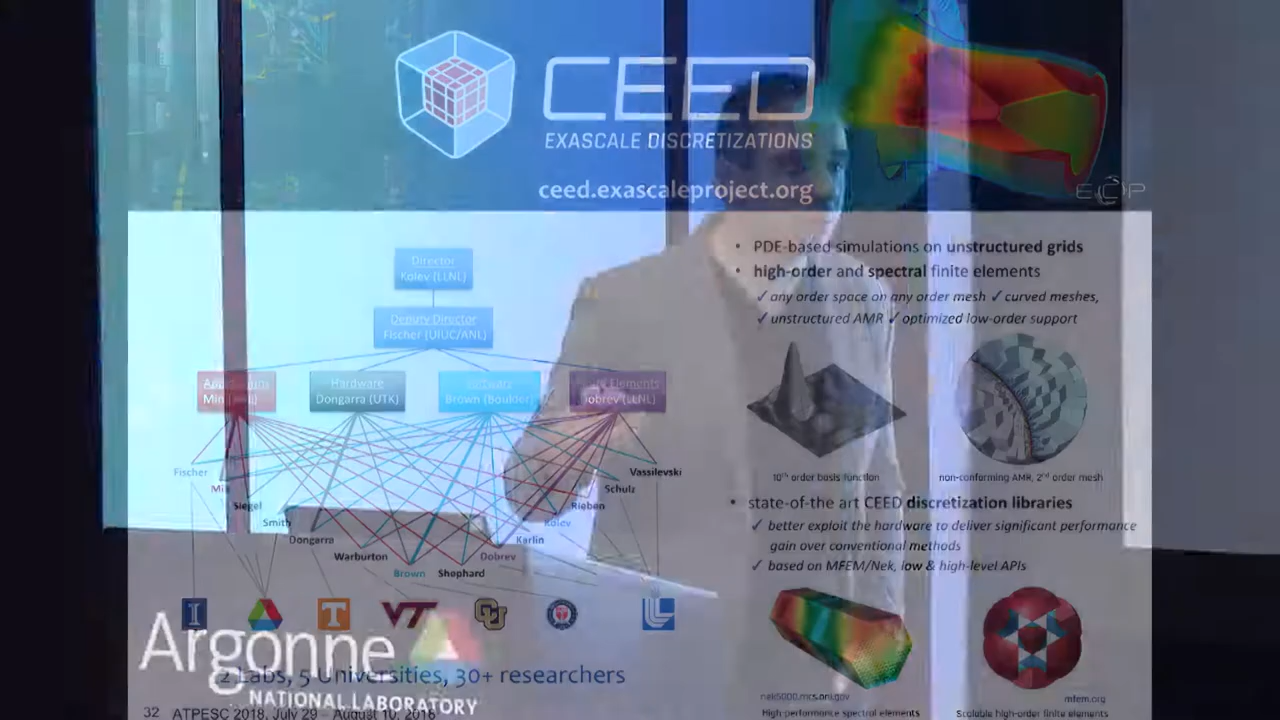 CEED
EXASCALE DISCRETIZATIONS
ceed.exascaleproject.org
ECP
Director
Kolev (LLNL)
Deputy Director
Fischer (UIUC/ANL)
Hardware
Dongarra (UTK)
Brown (Boulder)
Elements
(LLNL)
Fischer
Siegel
Smith
Dongarra
Warburton
Brown
Shephard
Dobrev
Karlin
Kolev
Rieben
Schulz
Vassilevski
• PDE-based simulations on unstructured grids
• high-order and spectral finite elements
✓ any order space on any order mesh ✓ curved meshes,
✓ unstructured AMR ✓ optimized low-order support
10th order basis function
non-conforming AMR, 2nd order mesh
• state-of-the art CEED discretization libraries
✓ better exploit the hardware to deliver significant performance
gain over conventional methods
✓ based on MFEM/Nek, low & high-level APIs
I
T
VT
CU
Argonne
NATIONAL LABORATORY
2 Labs, 5 Universities, 30+ researchers
nek5000.mcs.anl.gov
High-performance spectral elements
mfem.org
Scalable high-order finite elements
32 ATPESC 2018, July 29 – August 10, 2018